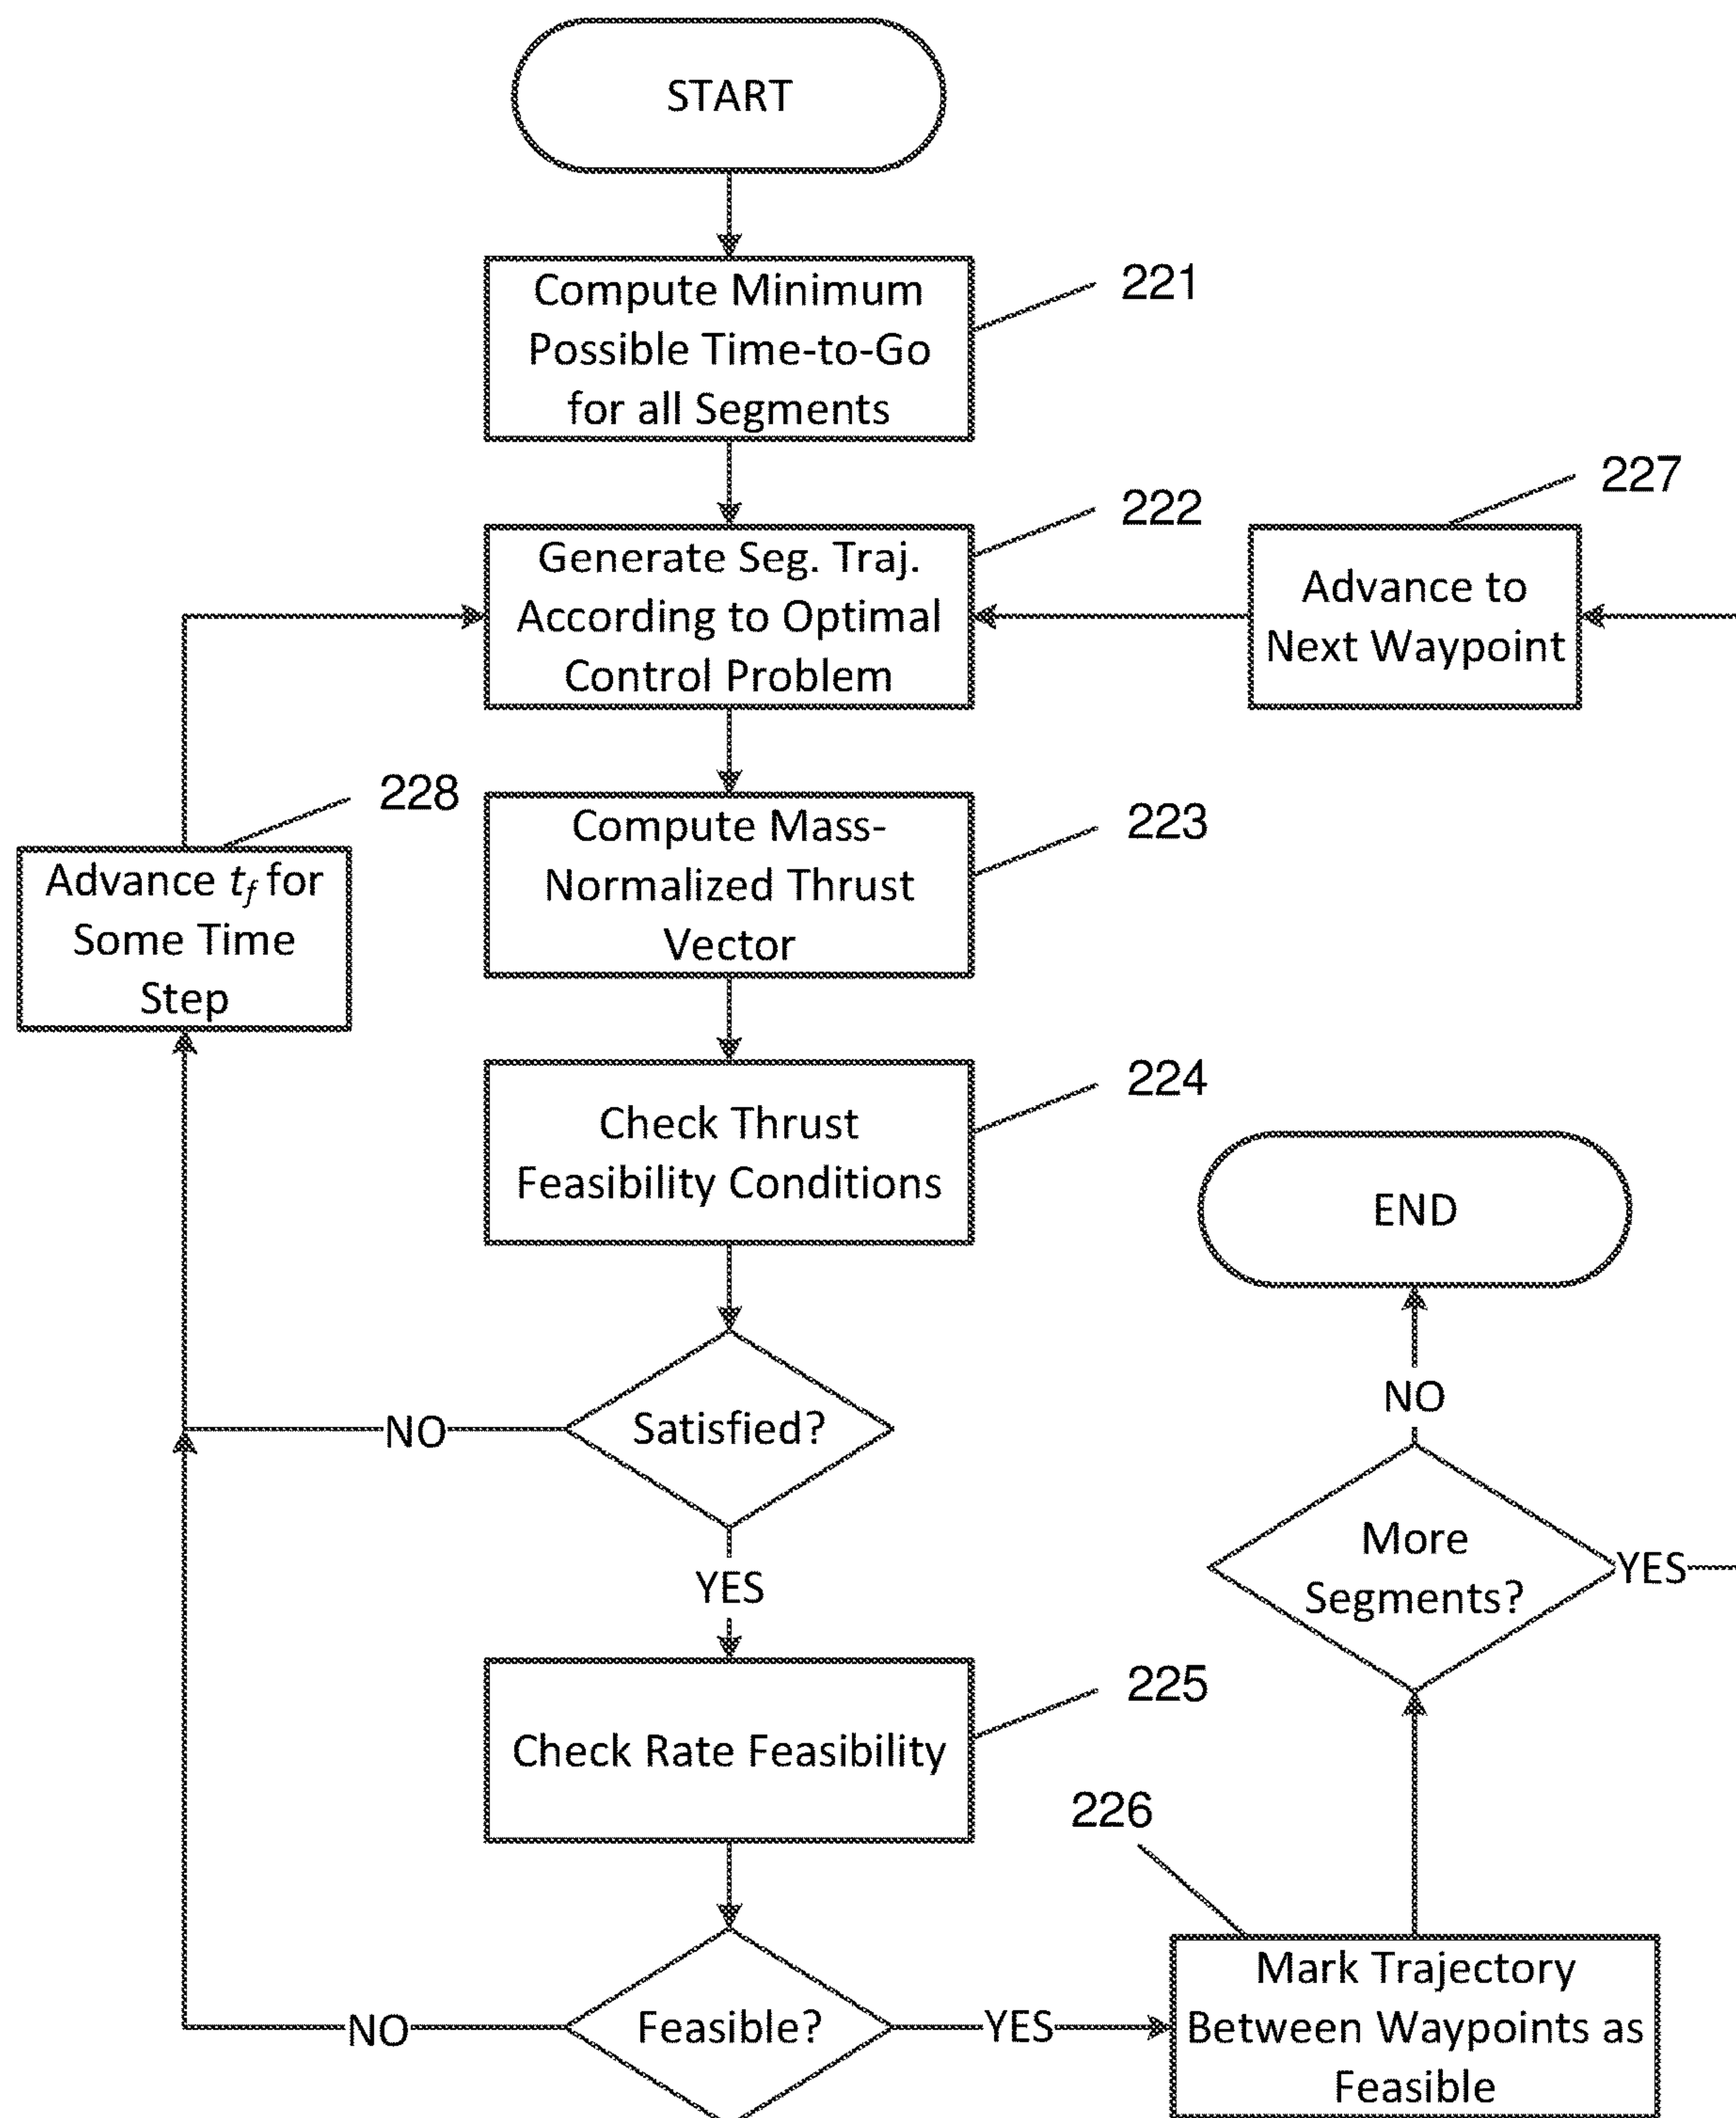 START
Compute Minimum
Possible Time-to-Go
for all Segments
221
Generate Seg. Traj.
According to Optimal
Control Problem
222
Advance to
Next Waypoint
227
Compute Mass-
Normalized Thrust
Vector
223
Advance tf for
Some Time
Step
228
Check Thrust
Feasibility Conditions
224
Satisfied?
NO
YES
Check Rate Feasibility
225
Feasible?
NO
YES
Mark Trajectory
Between Waypoints as
Feasible
226
More
Segments?
YES
NO
END